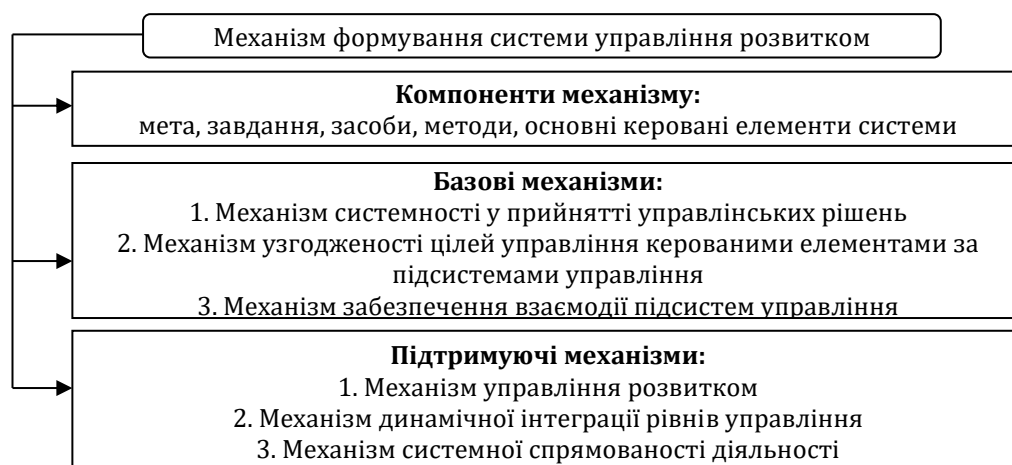 Механізм формування системи управління розвитком
Компоненти механізму:
мета, завдання, засоби, методи, основні керовані елементи системи
Базові механізми:
1. Механізм системності у прийнятті управлінських рішень
2. Механізм узгодженості цілей управління керованими елементами за
підсистемами управління
3. Механізм забезпечення взаємодії підсистем управління
Підтримуючі механізми:
1. Механізм управління розвитком
2. Механізм динамічної інтеграції рівнів управління
3. Механізм системної спрямованості діяльності